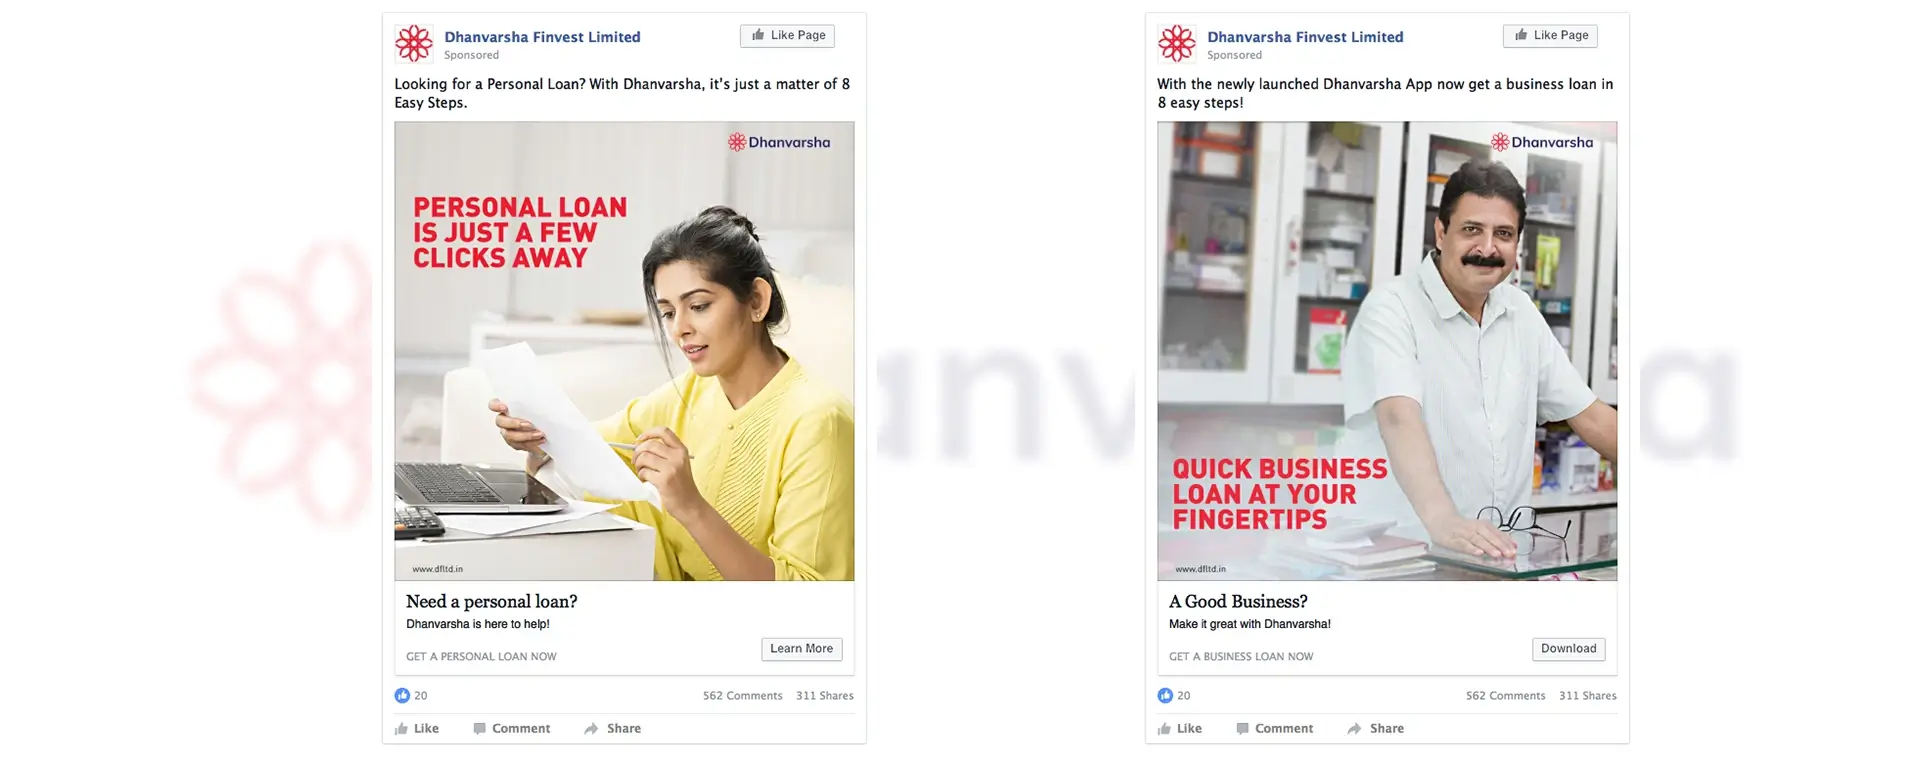 Dhanvarsha Finvest Limited
Sponsored
Like Page
Looking for a Personal Loan? With Dhanvarsha, it's just a matter of 8
Easy Steps.
Dhanvarsha
PERSONAL LOAN
IS JUST A FEW
CLICKS AWAY
www.dfltd.in
Need a personal loan?
Dhanvarsha is here to help!
GET A PERSONAL LOAN NOW
Learn More
20
562 Comments 311 Shares
Like Comment Share
Dhanvarsha Finvest Limited
Sponsored
Like Page
With the newly launched Dhanvarsha App now get a business loan in
8 easy steps!
Dhanvarsha
QUICK BUSINESS
LOAN AT YOUR
FINGERTIPS
www.dfltd.in
A Good Business?
Make it great with Dhanvarsha!
GET A BUSINESS LOAN NOW
Download
20
562 Comments 311 Shares
Like Comment Share